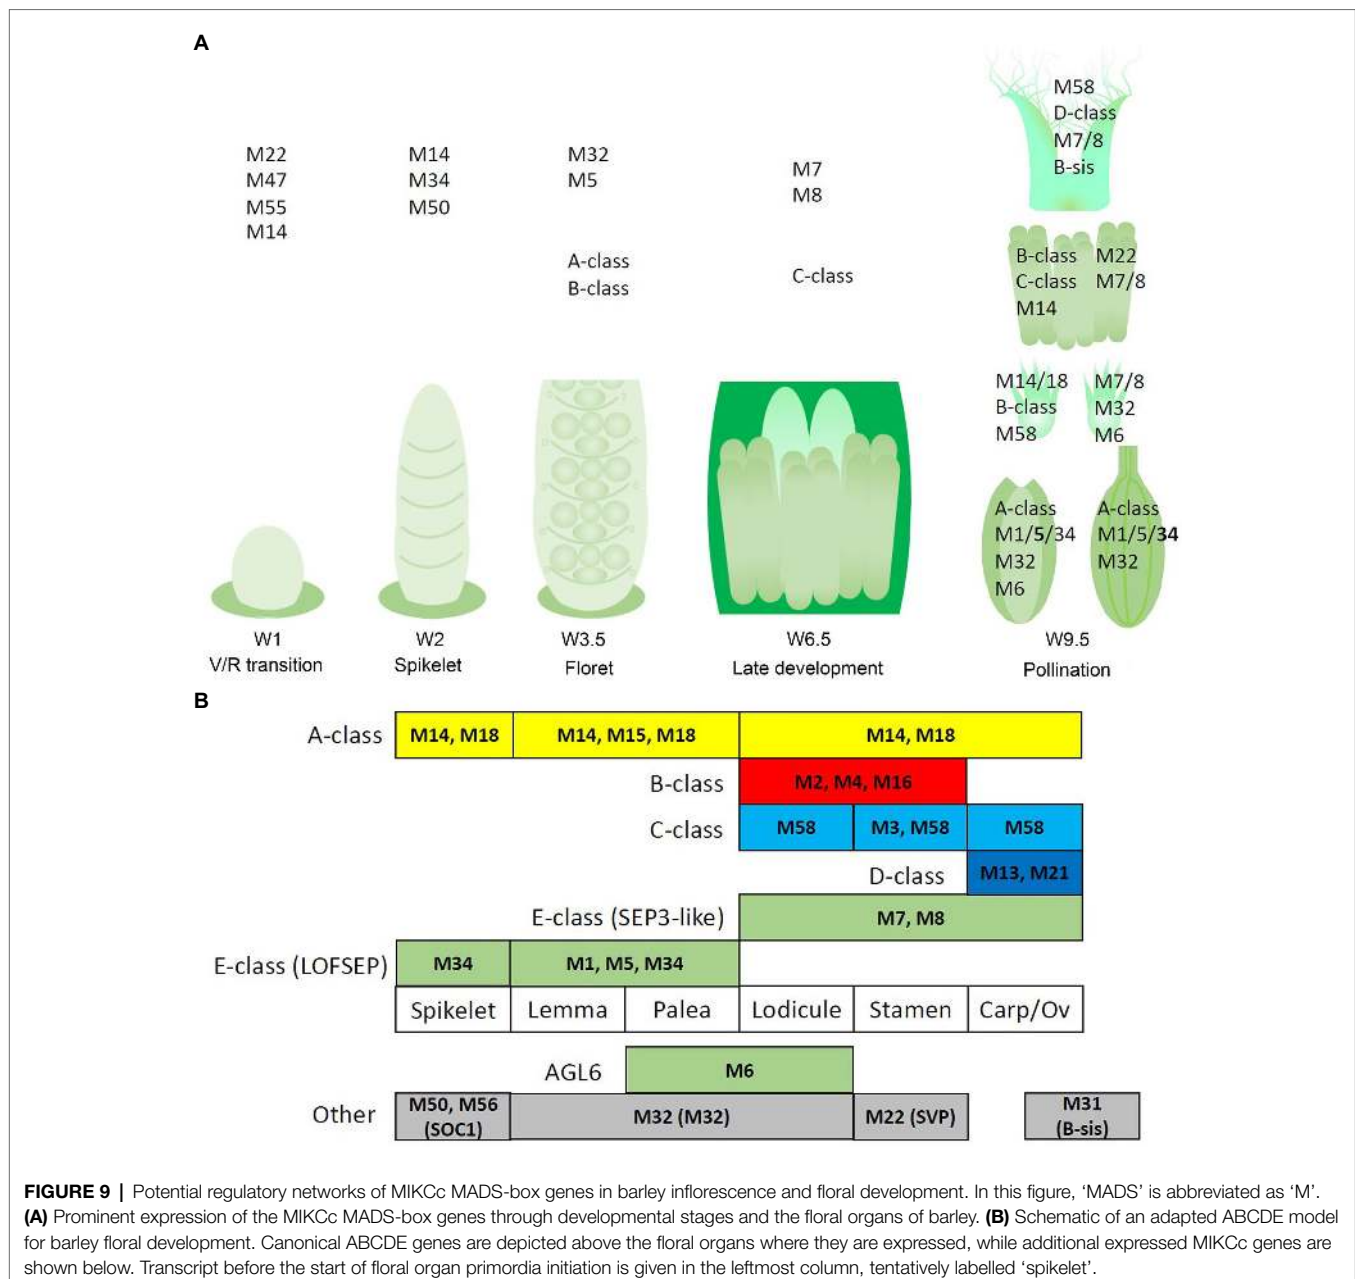 A
M22
M47
M55
M14
M14
M34
M50
M32
M5
A-class
B-class
M7
M8
C-class
M58
D-class
M7/8
B-sis
B-class M22
C-class M7/8
M14
M14/18 M7/8
B-class M32
M58 M6
A-class
M1/5/34
M32
M6
A-class
M1/5/34
M32
W1
V/R transition
W2
Spikelet
W3.5
Floret
W6.5
Late development
W9.5
Pollination
B
A-class M14, M18 M14, M15, M18 M14, M18
B-class M2, M4, M16
C-class M58 M3, M58 M58
D-class M13, M21
E-class (SEP3-like) M7, M8
E-class (LOFSEP) M34 M1, M5, M34
Spikelet Lemma Palea Lodicule Stamen Carp/Ov
AGL6 M6
Other M50, M56 (SOC1) M32 (M32) M22 (SVP) M31 (B-sis)
FIGURE 9 | Potential regulatory networks of MIKCc MADS-box genes in barley inflorescence and floral development. In this figure, ‘MADS’ is abbreviated as ‘M’.
(A) Prominent expression of the MIKCc MADS-box genes through developmental stages and the floral organs of barley. (B) Schematic of an adapted ABCDE model
for barley floral development. Canonical ABCDE genes are depicted above the floral organs where they are expressed, while additional expressed MIKCc genes are
shown below. Transcript before the start of floral organ primordia initiation is given in the leftmost column, tentatively labelled ‘spikelet’.